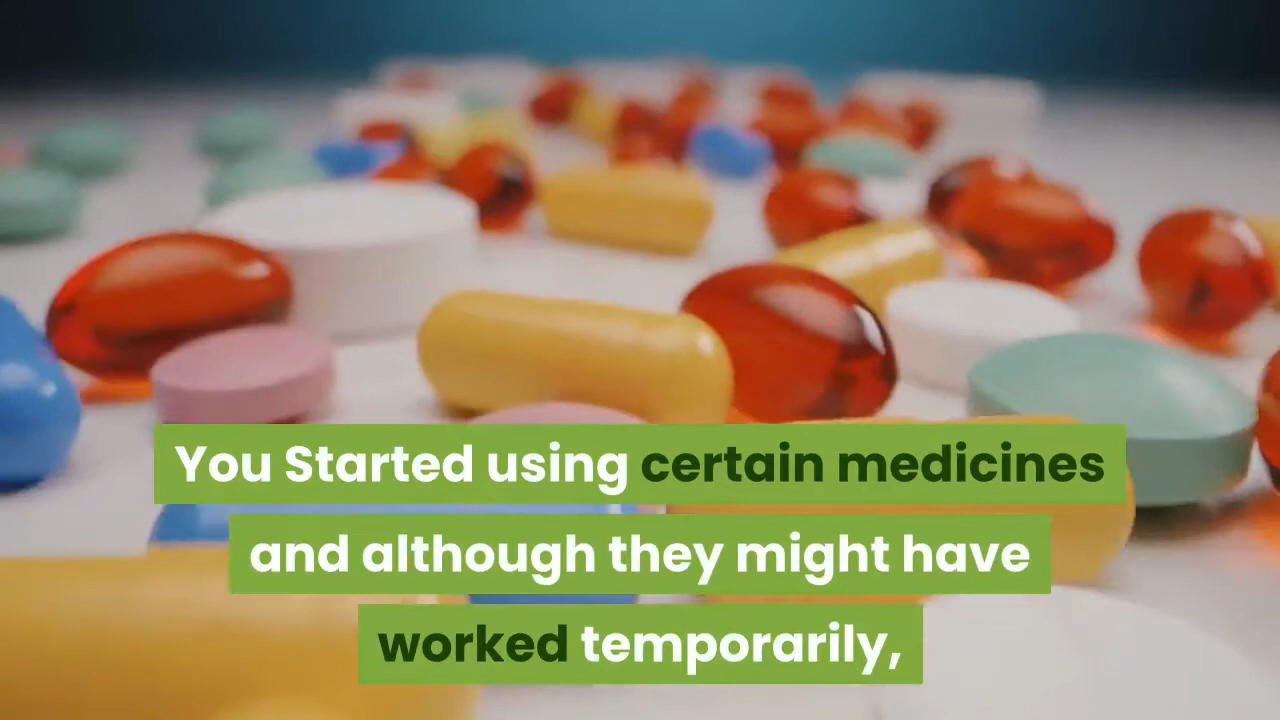 You Started using certain medicines
and although they might have
worked temporarily,